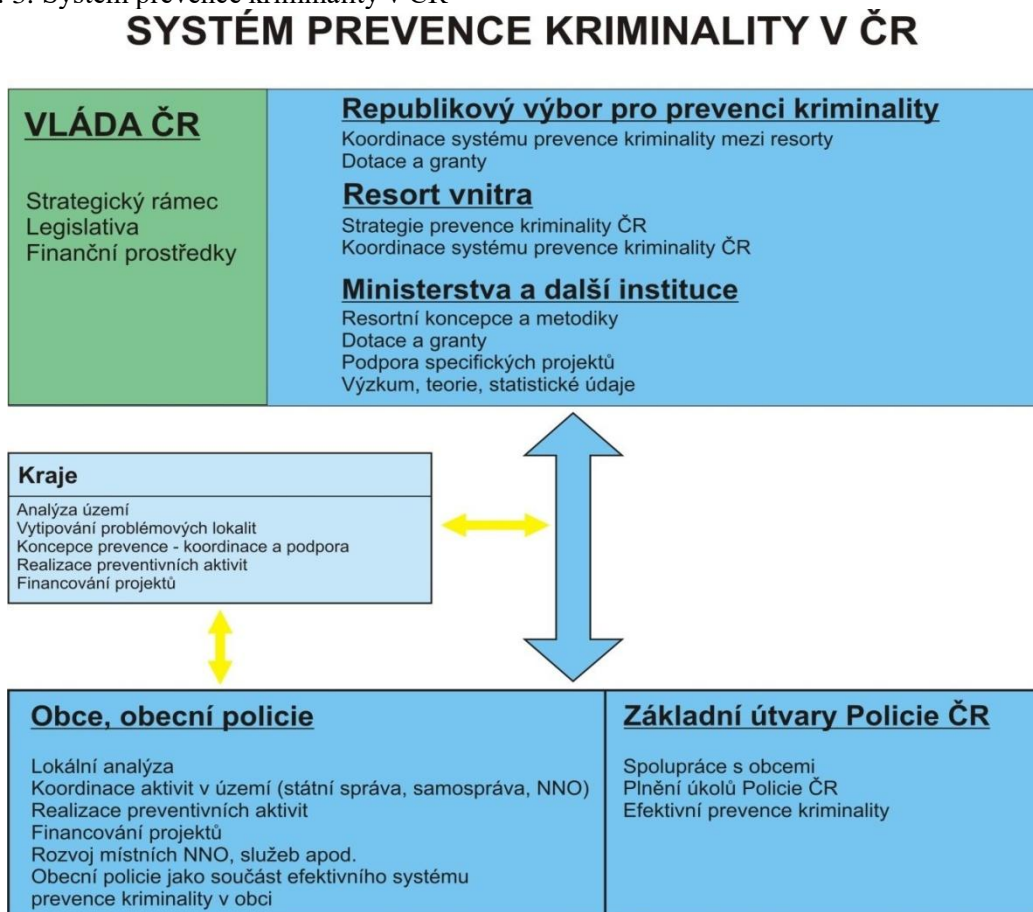 3. Systém prevence kriminality v ČR
SYSTÉM PREVENCE KRIMINALITY V ČR
VLÁDA ČR
Strategický rámec
Legislativa
Finanční prostředky
Republikový výbor pro prevenci kriminality
Koordinace systému prevence kriminality mezi resorty
Dotace a granty
Resort vnitra
Strategie prevence kriminality ČR
Koordinace systému prevence kriminality ČR
Ministerstva a další instituce
Resortní koncepce a metodiky
Dotace a granty
Podpora specifických projektů
Výzkum, teorie, statistické údaje
Kraje
Analýza území
Vytipování problémových lokalit
Koncepce prevence - koordinace a podpora
Realizace preventivních aktivit
Financování projektů
Obce, obecní policie
Lokální analýza
Koordinace aktivit v území (státní správa, samospráva, NNO)
Realizace preventivních aktivit
Financování projektů
Rozvoj místních NNO, služeb apod.
Obecní policie jako součást efektivního systému
prevence kriminality v obci
Základní útvary Policie ČR
Spolupráce s obcemi
Plnění úkolů Policie ČR
Efektivní prevence kriminality